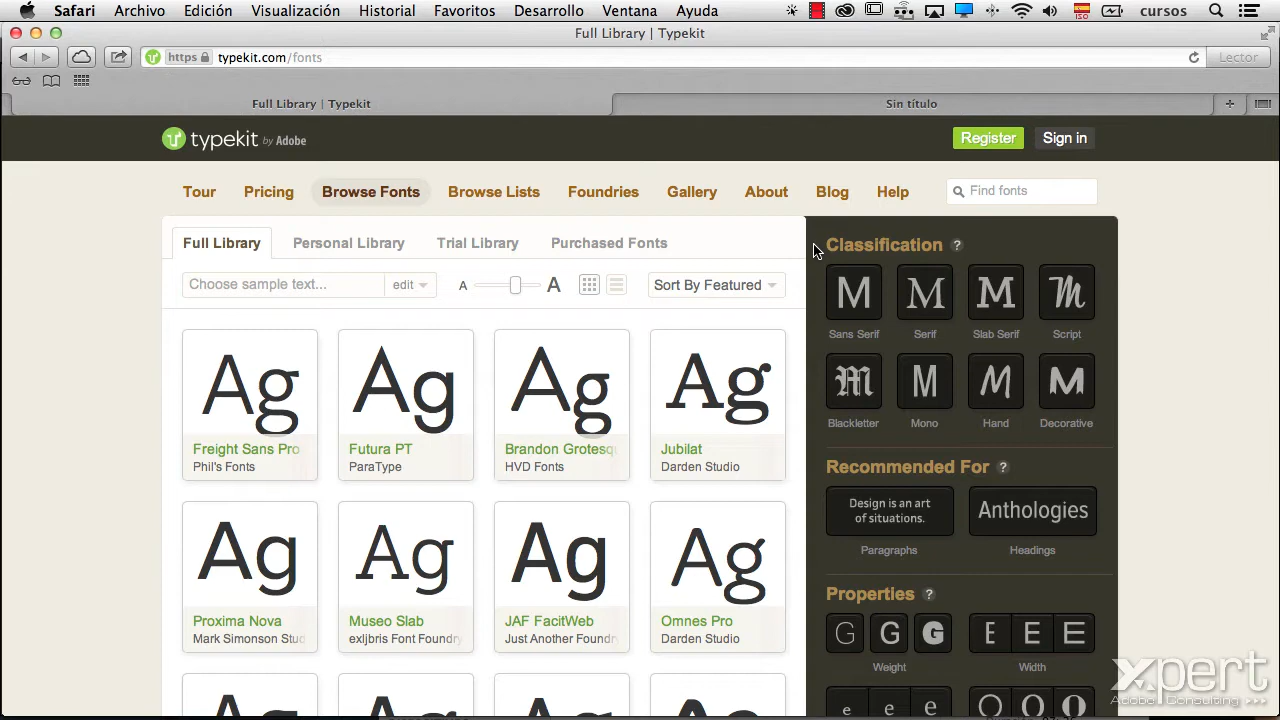 Safari Archivo Edición Visualización Historial Favoritos Desarrollo Ventana Ayuda cursos
Full Library | Typekit
https typekit.com/fonts Lector
Full Library | Typekit Sin título
typekit by Adobe Register Sign in
Tour Pricing Browse Fonts Browse Lists Foundries Gallery About Blog Help Find fonts
Full Library Personal Library Trial Library Purchased Fonts
Choose sample text... edit A A Sort By Featured
Ag Ag Ag Ag
Freight Sans Pro Futura PT Brandon Grotesqu Jubilat
Phil's Fonts ParaType HVD Fonts Darden Studio
Ag Ag Ag Ag
Proxima Nova Museo Slab JAF FacitWeb Omnes Pro
Mark Simonson Stud exljbris Font Foundry Just Another Foundr Darden Studio
Classification ?
M M M M
Sans Serif Serif Slab Serif Script
M M M M
Blackletter Mono Hand Decorative
Recommended For ?
Design is an art
of situations.
Anthologies
Paragraphs Headings
Properties ?
G G G E E E
Weight Width
e e e O O O
xpert
Adobe Consulting